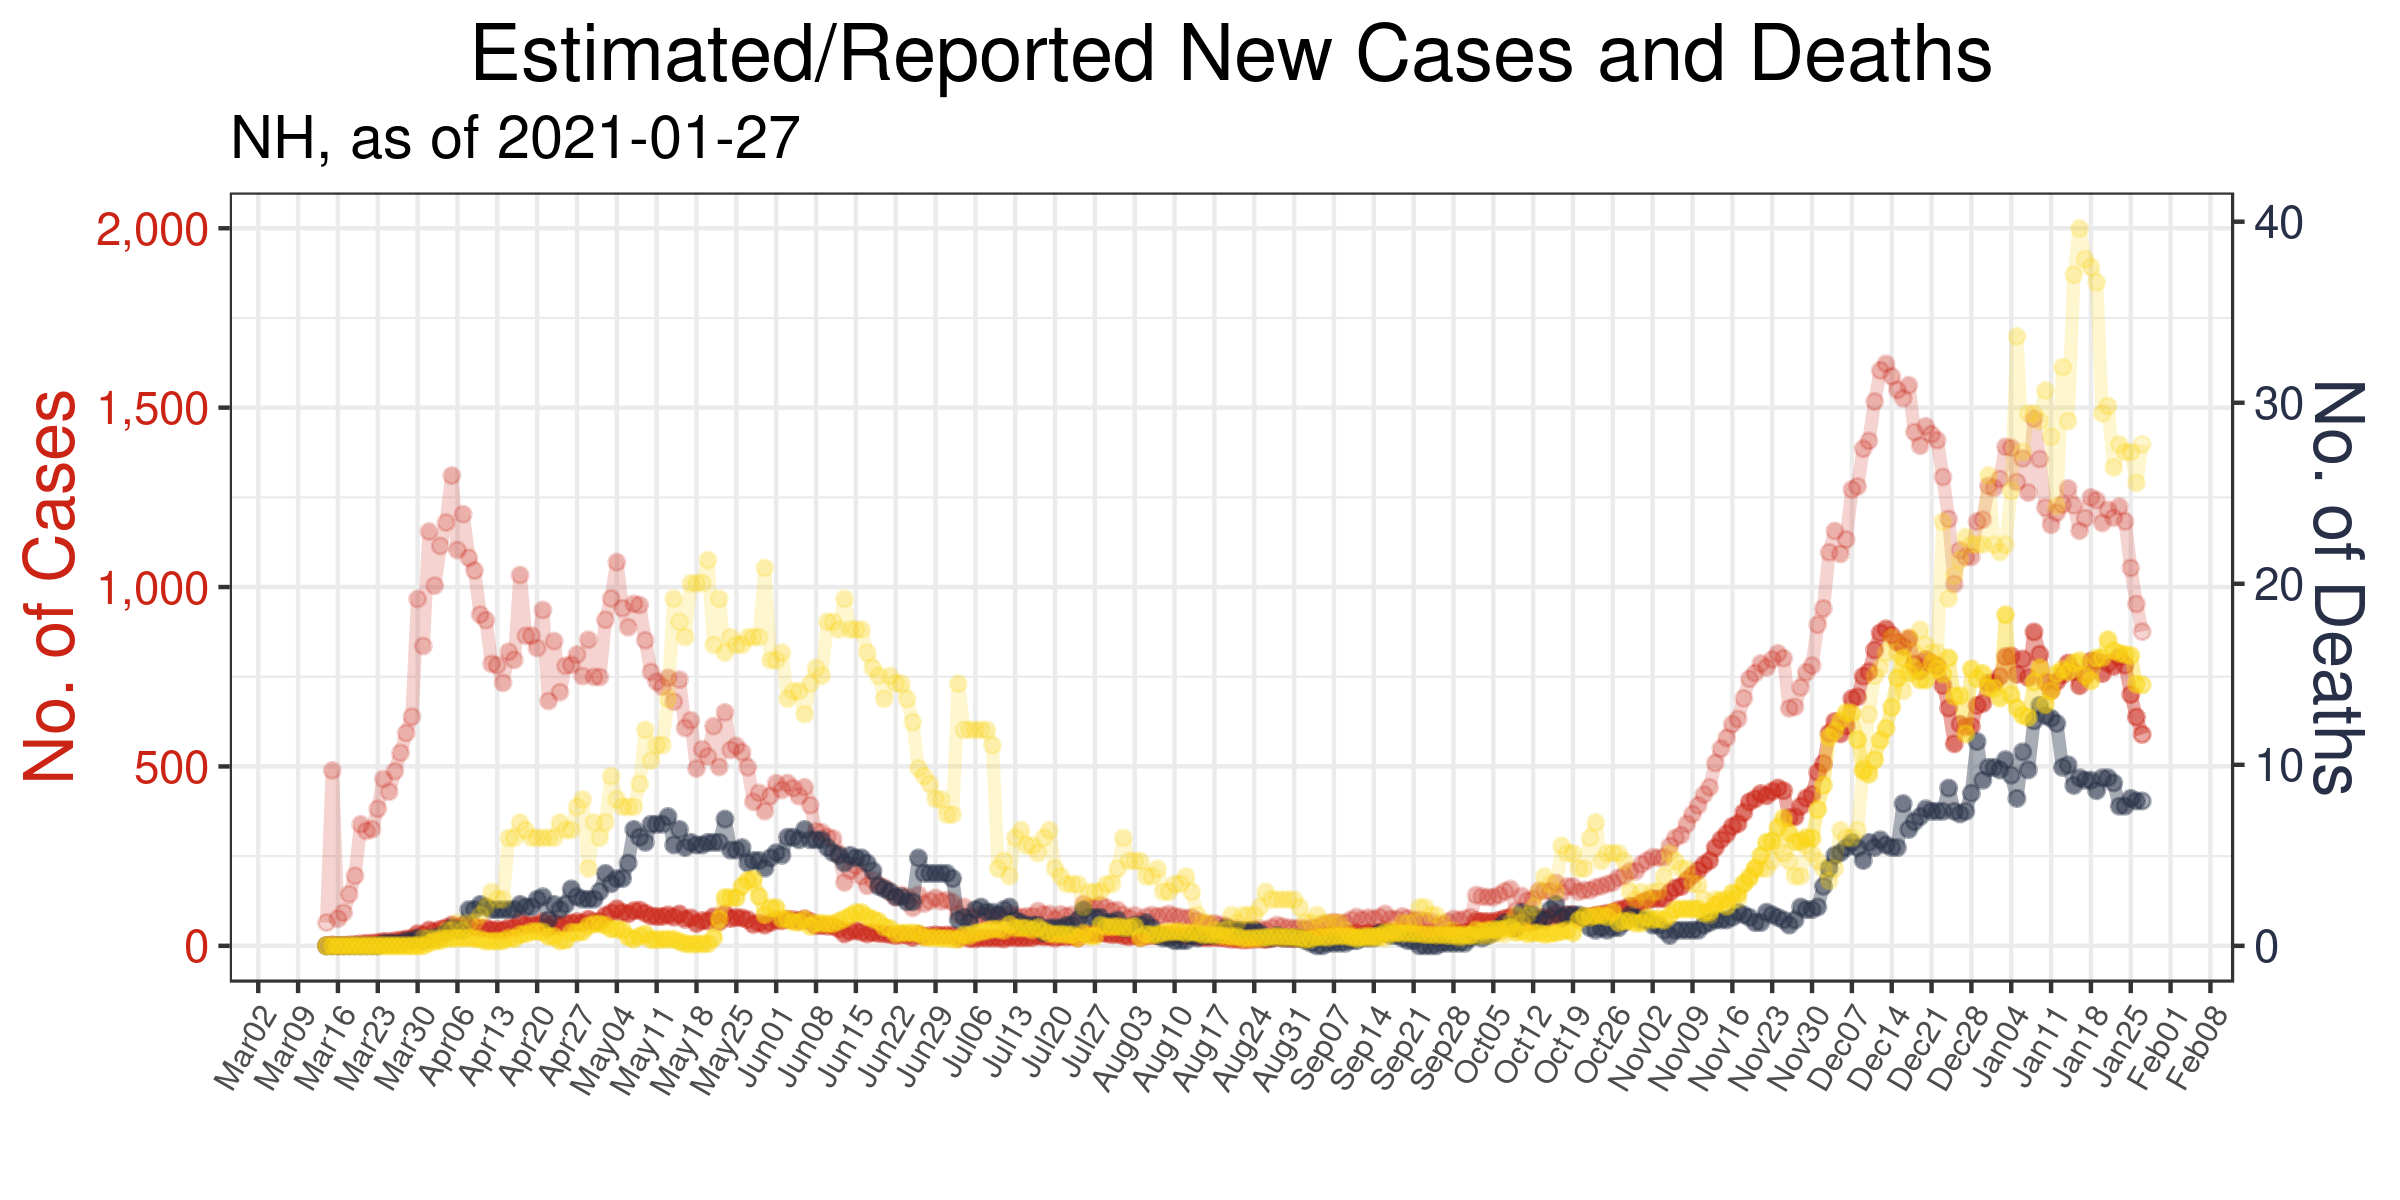 Estimated/Reported New Cases and Deaths
NH, as of 2021-01-27
No. of Cases
2,000
1,500
1,000
500
0
40
30
20
10
0
No. of Deaths
Mar02 Mar09 Mar16 Mar23 Mar30 Apr06 Apr13 Apr20 Apr27 May04 May11 May18 May25 Jun01 Jun08 Jun15 Jun22 Jun29 Jul06 Jul13 Jul20 Jul27 Aug03 Aug10 Aug17 Aug24 Aug31 Sep07 Sep14 Sep21 Sep28 Oct05 Oct12 Oct19 Oct26 Nov02 Nov09 Nov16 Nov23 Nov30 Dec07 Dec14 Dec21 Dec28 Jan04 Jan11 Jan18 Jan25 Feb01 Feb08